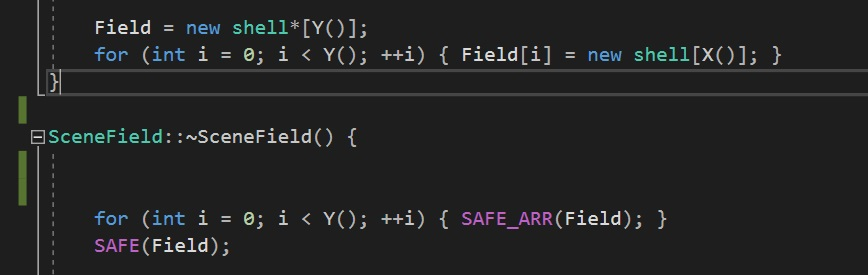 Field = new shell*[Y()];
for (int i = 0; i < Y(); ++i) { Field[i] = new shell[X()]; }
}
SceneField::~SceneField() {
for (int i = 0; i < Y(); ++i) { SAFE_ARR(Field); }
SAFE(Field);